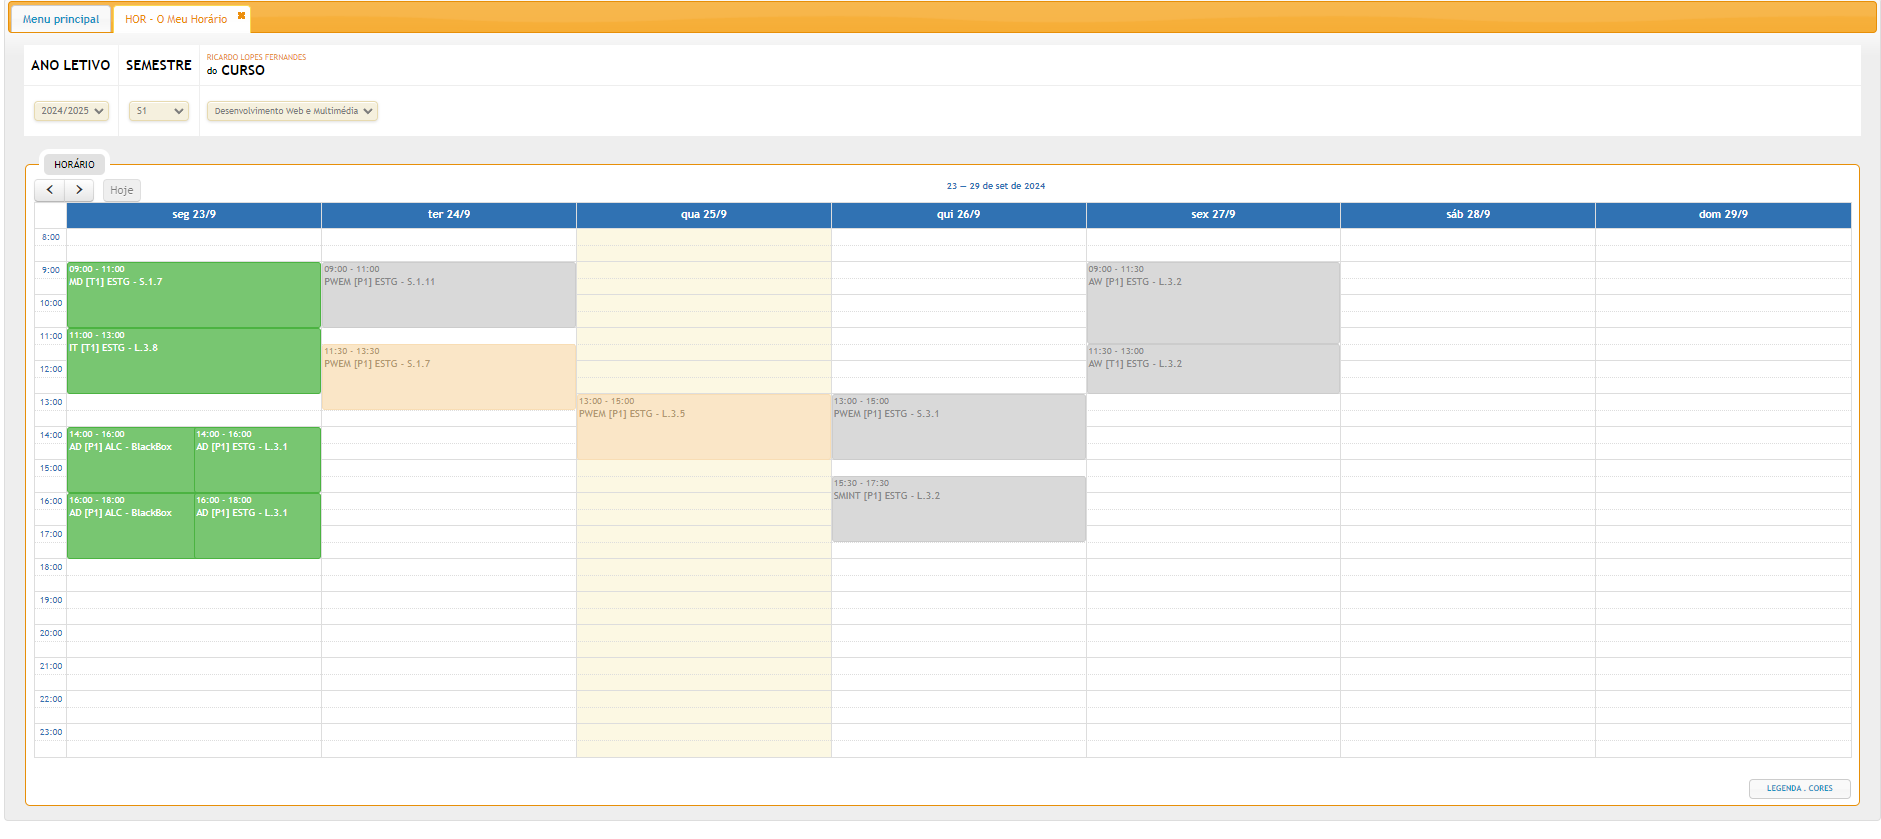 Menu principal
HOR - O Meu Horário
ANO LETIVO
SEMESTRE
RICARDO LOPES FERNANDES
do CURSO
2024/2025
S1
Desenvolvimento Web e Multimédia
HORÁRIO
Hoje
23 — 29 de set de 2024
seg 23/9
ter 24/9
qua 25/9
qui 26/9
sex 27/9
sáb 28/9
dom 29/9
8:00
9:00
09:00 - 11:00
MD [T1] ESTG - S.1.7
09:00 - 11:00
PWEM [P1] ESTG - S.1.11
09:00 - 11:30
AW [P1] ESTG - L.3.2
10:00
11:00
11:00 - 13:00
IT [T1] ESTG - L.3.8
11:30 - 13:30
PWEM [P1] ESTG - S.1.7
11:30 - 13:00
AW [T1] ESTG - L.3.2
12:00
13:00
13:00 - 15:00
PWEM [P1] ESTG - L.3.5
13:00 - 15:00
PWEM [P1] ESTG - S.3.1
14:00
14:00 - 16:00
AD [P1] ALC - BlackBox
14:00 - 16:00
AD [P1] ESTG - L.3.1
15:00
15:30 - 17:30
SMINT [P1] ESTG - L.3.2
16:00
16:00 - 18:00
AD [P1] ALC - BlackBox
16:00 - 18:00
AD [P1] ESTG - L.3.1
17:00
18:00
19:00
20:00
21:00
22:00
23:00
LEGENDA . CORES